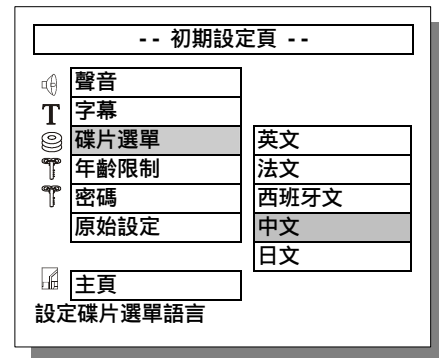 -- 初期設定頁 --
聲音
T 字幕
碟片選單 英文
年齡限制 法文
密碼 西班牙文
原始設定 中文
日文
主頁
設定碟片選單語言